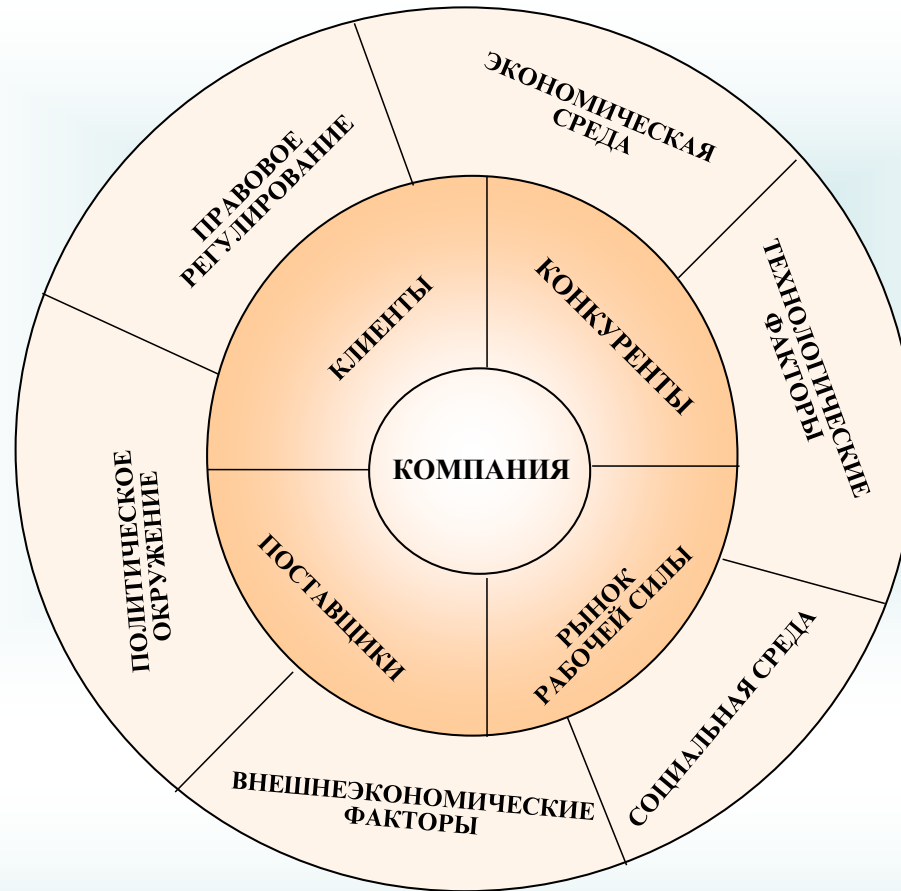 ЭКОНОМИЧЕСКАЯ
СРЕДА
ПРАВОВОЕ
РЕГУЛИРОВАНИЕ
ТЕХНОЛОГИЧЕСКИЕ
ФАКТОРЫ
КЛИЕНТЫ
КОНКУРЕНТЫ
КОМПАНИЯ
ПОЛИТИЧЕСКОЕ
ОКРУЖЕНИЕ
ПОСТАВЩИКИ
РЫНОК
РАБОЧЕЙ СИЛЫ
СОЦИАЛЬНАЯ СРЕДА
ВНЕШНЕЭКОНОМИЧЕСКИЕ
ФАКТОРЫ